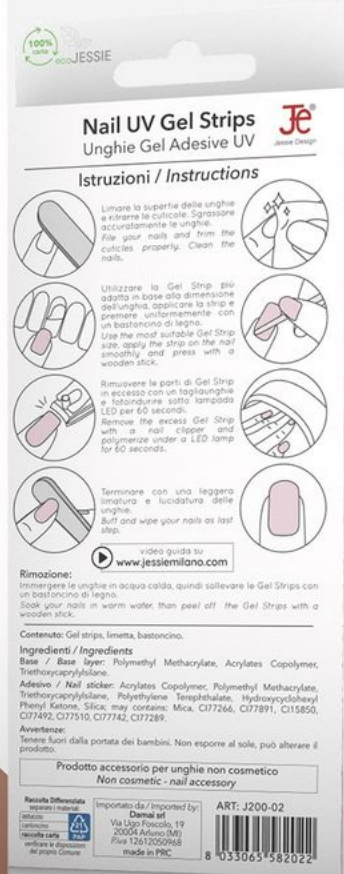 100%
carta
ecoJESSIE
Nail UV Gel Strips
Unghie Gel Adesive UV
Je®
Jessie Design
Istruzioni / Instructions
Limare la superfie delle unghie
e ritrarre le cuticole. Sgrassare
accuratamente le unghie.
File your nails and trim the
cuticles properly. Clean the
nails.
Utilizzare la Gel Strip più
adatta in base alla dimensione
dell'unghia, applicare la strip e
premere uniformemente con
un bastoncino di legno.
Use the most suitable Gel Strip
size, apply the strip on the nail
smoothly and press with a
wooden stick.
Rimuovere le parti di Gel Strip
in eccesso con un tagliaunghie
e fotoindurire sotto lampada
LED per 60 secondi.
Remove the excess Gel Strip
with a nail clipper and
polymerize under a LED lamp
for 60 seconds.
Terminare con una leggera
limatura e lucidatura delle
unghie.
Buff and wipe your nails as last
step.
video guida su
www.jessiemilano.com
Rimozione:
Immergere le unghie in acqua calda, quindi sollevare le Gel Strips con
un bastoncino di legno.
Soak your nails in warm water, than peel off the Gel Strips with a
wooden stick.
Contenuto: Gel strips, limetta, bastoncino.
Ingredienti / Ingredients
Base / Base layer: Polymethyl Methacrylate, Acrylates Copolymer,
Triethoxycaprylylsilane.
Adesivo / Nail sticker: Acrylates Copolymer, Polymethyl Methacrylate,
Triethoxycaprylylsilane, Polyethylene Terephthalate, Hydroxycyclohexyl
Phenyl Ketone, Silica; may contains: Mica, CI77266, CI77891, CI15850,
CI77492, CI77510, CI77742, CI77289.
Avvertenze:
Tenere fuori dalla portata dei bambini. Non esporre al sole, può alterare il
prodotto.
Prodotto accessorio per unghie non cosmetico
Non cosmetic - nail accessory
Raccolta Differenziata
separare i materiali
astuccio
cartoncino
raccolta carta
verificare le disposizioni
del proprio Comune
21
PAP
Importato da / Imported by:
Damai srl
Via Ugo Foscolo, 19
20004 Arluno (MI)
P.iva 12612050968
made in PRC
ART: J200-02
8 033065 582022